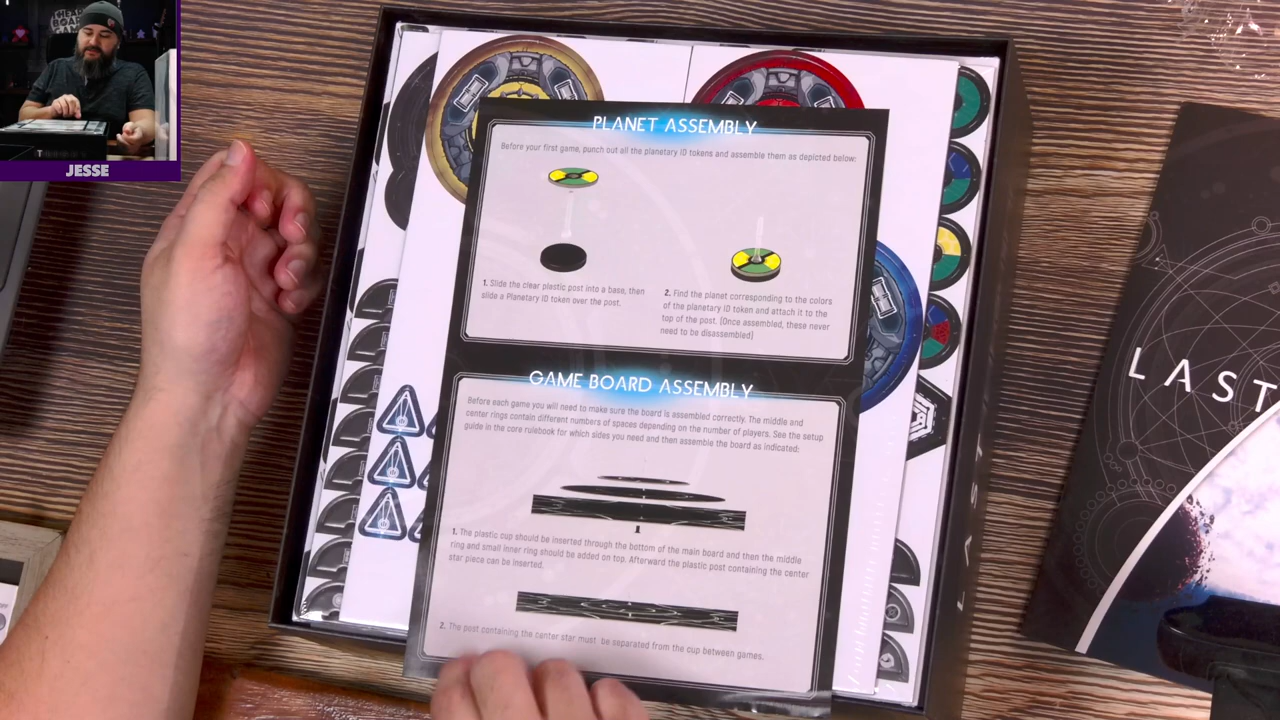 JESSE
PLANET ASSEMBLY
Before your first game, punch out all the planetary ID tokens and assemble them as depicted below:
1. Slide the clear plastic post into a base, then
slide a Planetary ID token over the post.
2. Find the planet corresponding to the colors
of the planetary ID token and attach it to the
top of the post. (Once assembled, these never
need to be disassembled)
GAME BOARD ASSEMBLY
Before each game you will need to make sure the board is assembled correctly. The middle and
center rings contain different numbers of spaces depending on the number of players. See the setup
guide in the core rulebook for which sides you need and then assemble the board as indicated:
1. The plastic cup should be inserted through the bottom of the main board and then the middle
ring and small inner ring should be added on top. Afterward the plastic post containing the center
star piece can be inserted.
2. The post containing the center star must be separated from the cup between games.
LAST
LAST